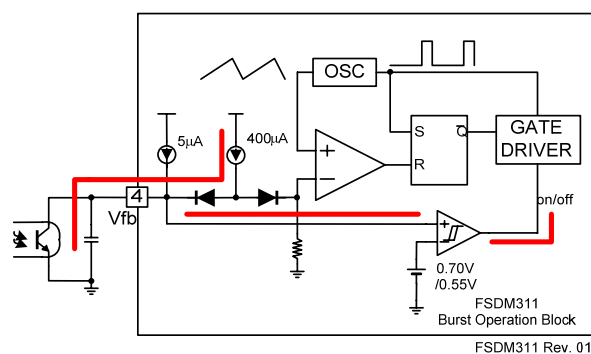 OSC
5µA
400µA
+
−
S
R
Q
GATE
DRIVER
4
Vfb
on/off
+
−
0.70V
/0.55V
FSDM311
Burst Operation Block
FSDM311 Rev. 01